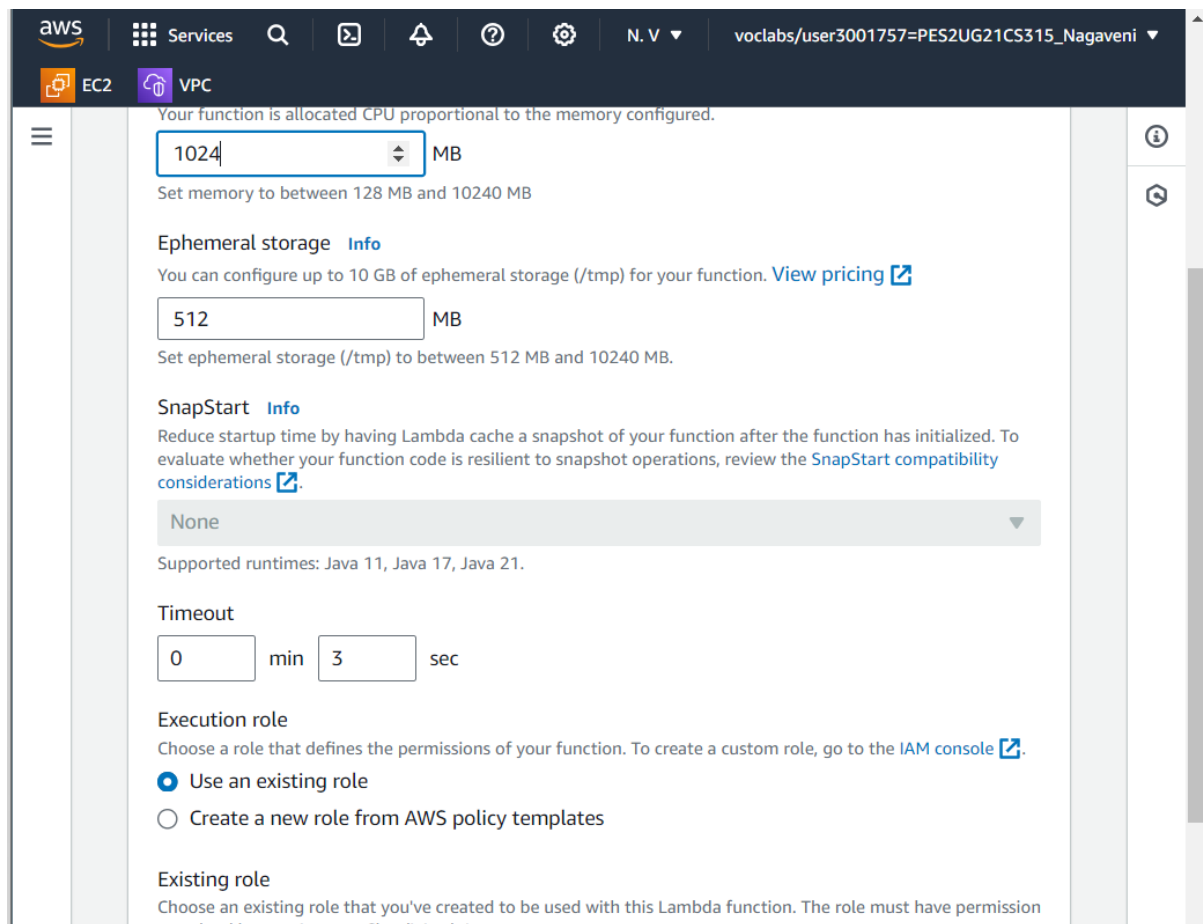 aws
Services
N. V
voclabs/user3001757=PES2UG21CS315_Nagaveni
EC2
VPC
Your function is allocated CPU proportional to the memory configured.
1024 MB
Set memory to between 128 MB and 10240 MB
Ephemeral storage Info
You can configure up to 10 GB of ephemeral storage (/tmp) for your function. View pricing
512 MB
Set ephemeral storage (/tmp) to between 512 MB and 10240 MB.
SnapStart Info
Reduce startup time by having Lambda cache a snapshot of your function after the function has initialized. To
evaluate whether your function code is resilient to snapshot operations, review the SnapStart compatibility
considerations.
None
Supported runtimes: Java 11, Java 17, Java 21.
Timeout
0 min 3 sec
Execution role
Choose a role that defines the permissions of your function. To create a custom role, go to the IAM console.
Use an existing role
Create a new role from AWS policy templates
Existing role
Choose an existing role that you've created to be used with this Lambda function. The role must have permission